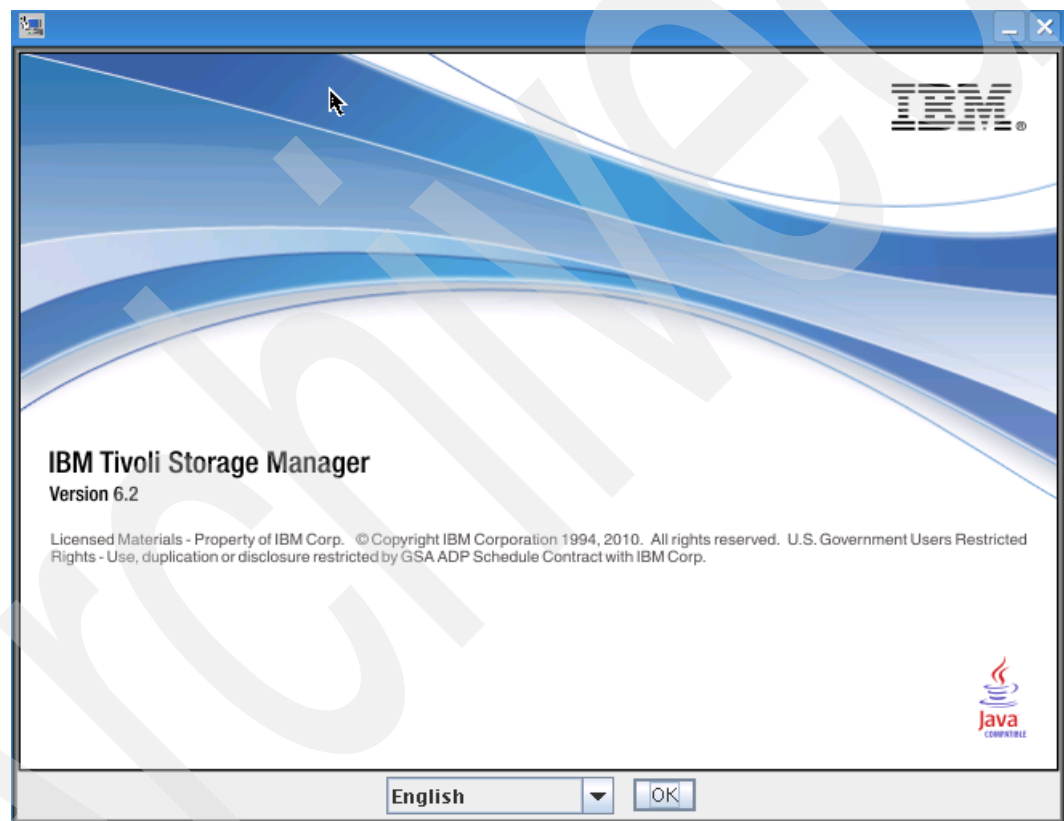 IBM®
IBM Tivoli Storage Manager
Version 6.2
Licensed Materials - Property of IBM Corp. © Copyright IBM Corporation 1994, 2010. All rights reserved. U.S. Government Users Restricted
Rights - Use, duplication or disclosure restricted by GSA ADP Schedule Contract with IBM Corp.
Java
COMPATIBLE
English
OK